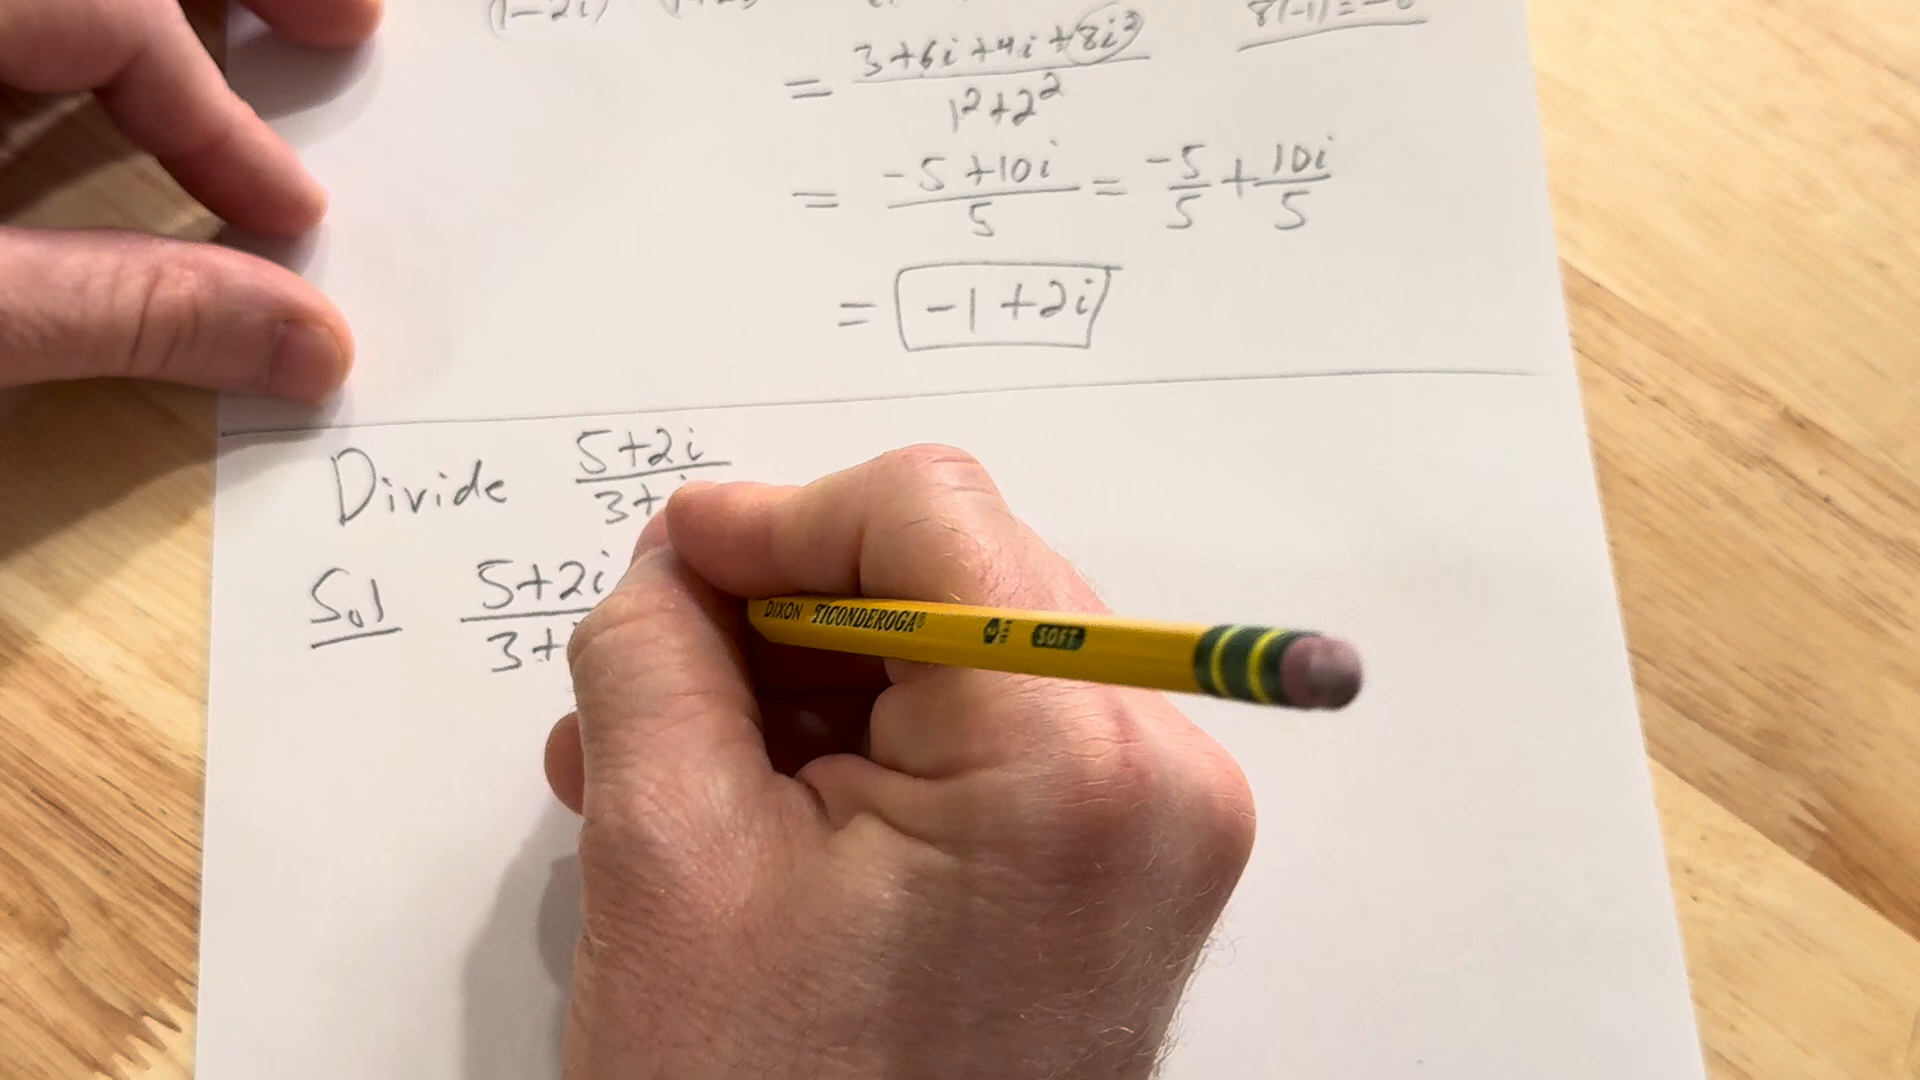 (1-2i)
8(-1)=-8
= (3+6i+4i+8i²)/(1²+2²)
= (-5+10i)/5 = -5/5 + 10i/5
= -1+2i
Divide (5+2i)/(3+i)
Sol (5+2i)/(3+
DIXON TICONDEROGA® SOFT